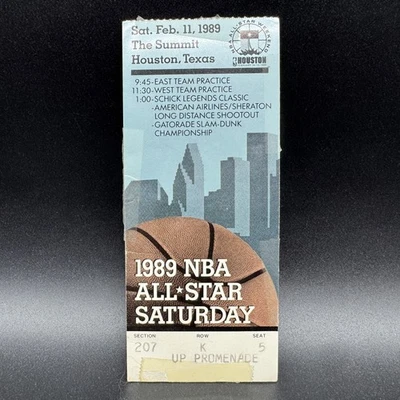 Sat. Feb. 11, 1989
The Summit
Houston, Texas
HOUSTON
9:45-EAST TEAM PRACTICE
11:30-WEST TEAM PRACTICE
1:00-SCHICK LEGENDS CLASSIC
-AMERICAN AIRLINES/SHERATON
LONG DISTANCE SHOOTOUT
-GATORADE SLAM-DUNK
CHAMPIONSHIP
1989 NBA
ALL★STAR
SATURDAY
SECTION ROW SEAT
207 K 5
UP PROMENADE